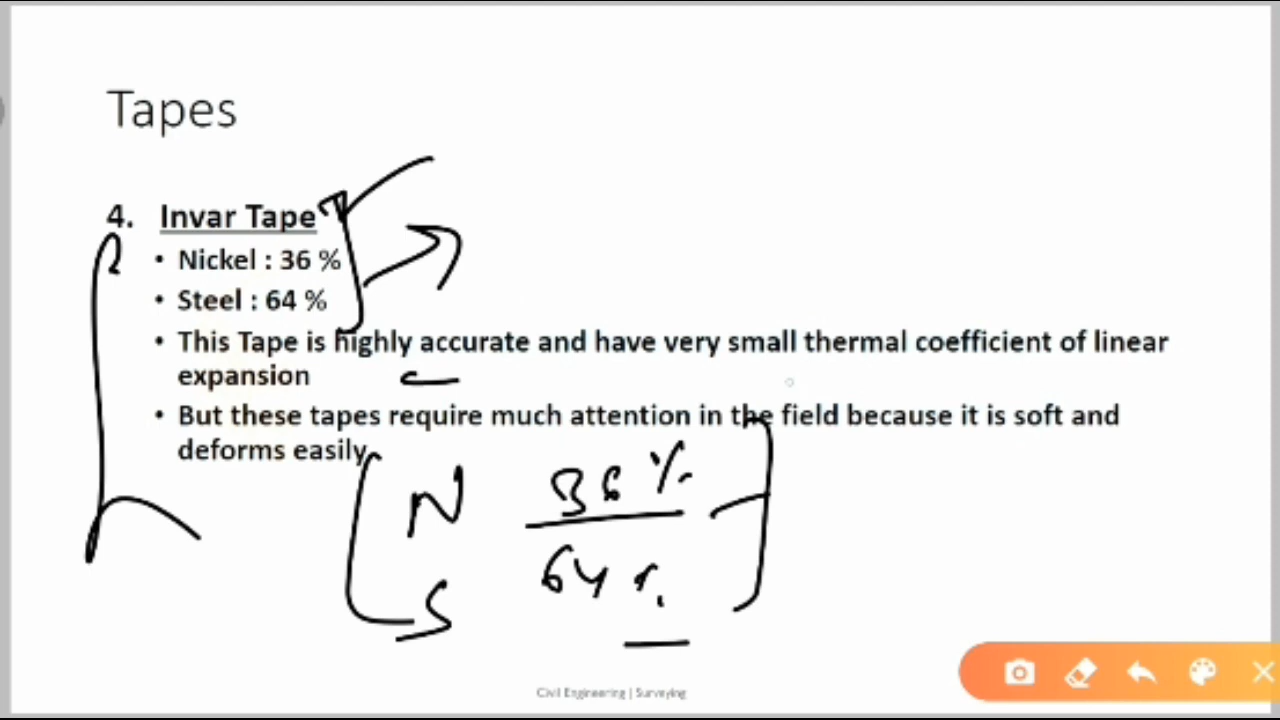 Tapes
4. Invar Tape
• Nickel : 36 %
• Steel : 64 %
• This Tape is highly accurate and have very small thermal coefficient of linear
expansion
• But these tapes require much attention in the field because it is soft and
deforms easily
N 36 %
S 64 %
Civil Engineering | Surveying